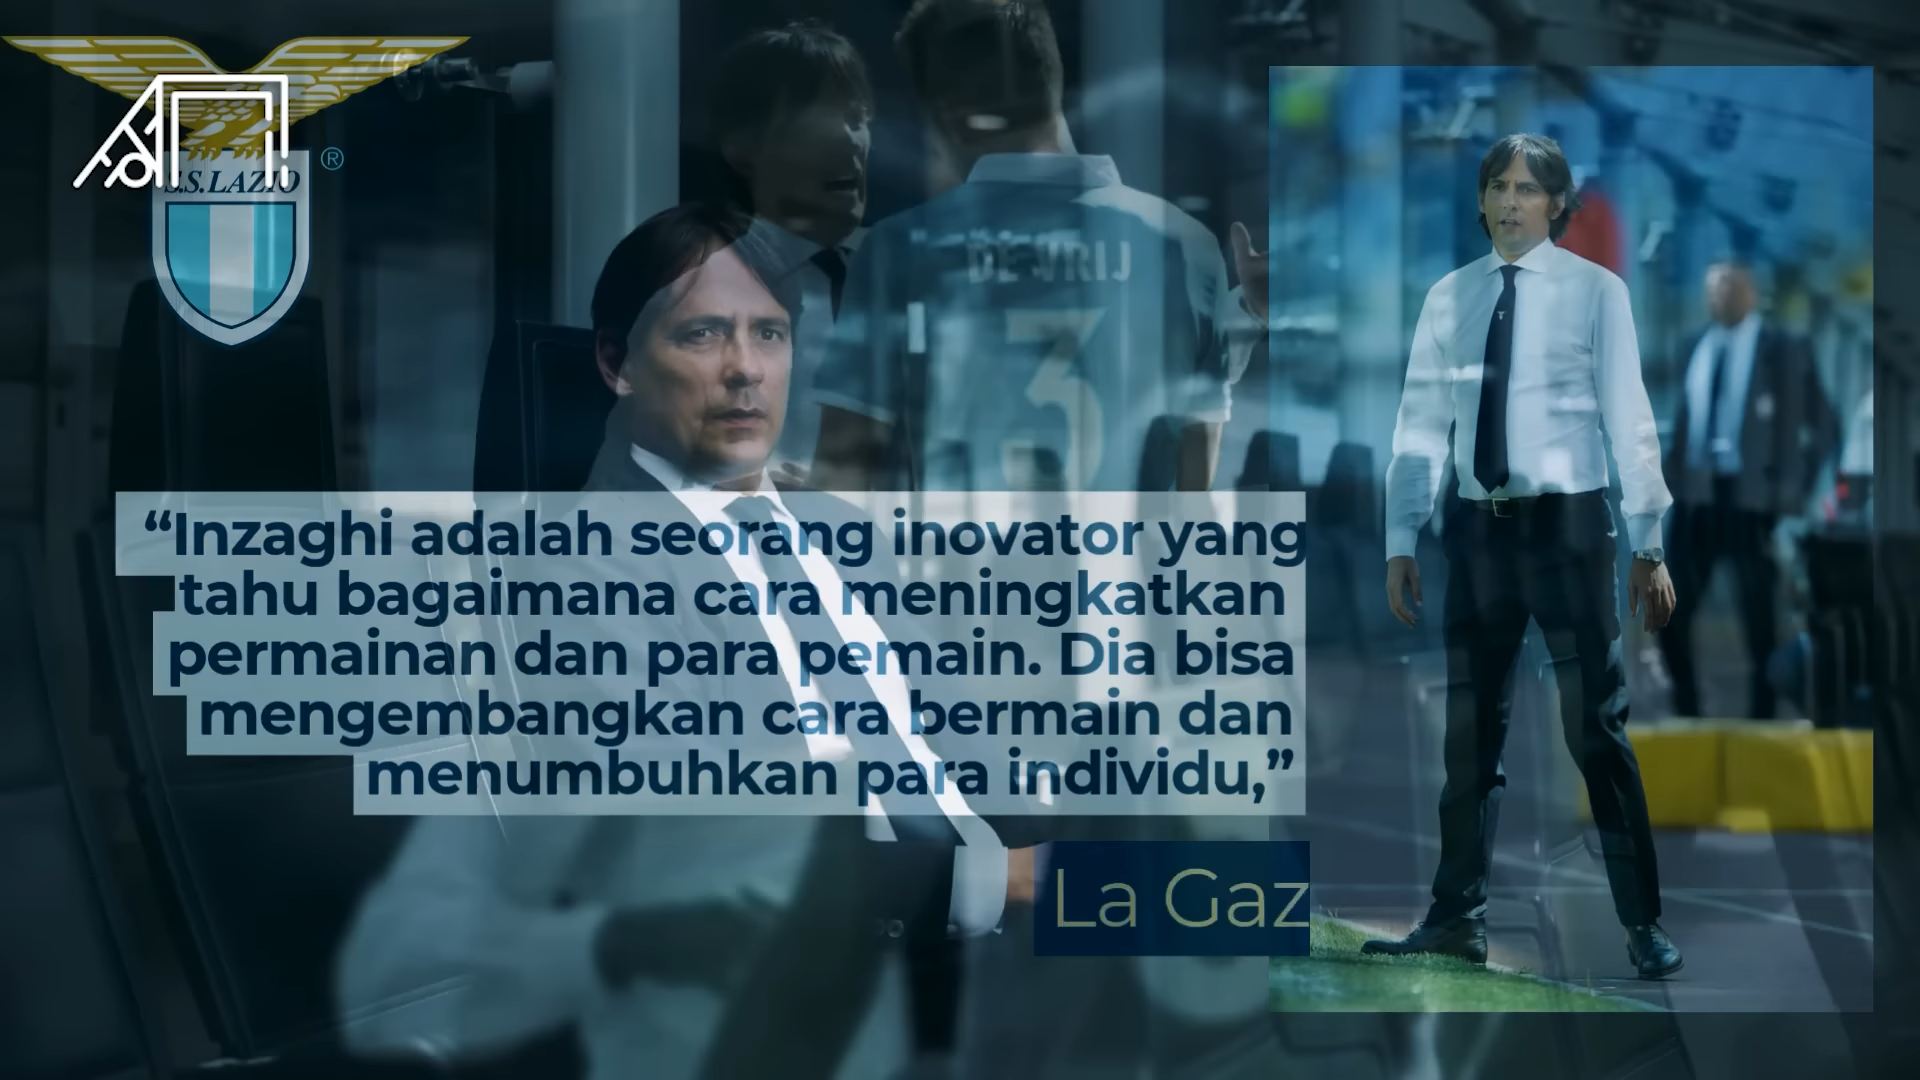 S.S.LAZIO
®
DE VRIJ
3
“Inzaghi adalah seorang inovator yang
tahu bagaimana cara meningkatkan
permainan dan para pemain. Dia bisa
mengembangkan cara bermain dan
menumbuhkan para individu,”
La Gaz